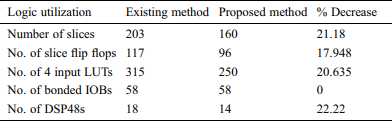 Logic utilization Existing method Proposed method % Decrease
Number of slices 203 160 21.18
No. of slice flip flops 117 96 17.948
No. of 4 input LUTs 315 250 20.635
No. of bonded IOBs 58 58 0
No. of DSP48s 18 14 22.22